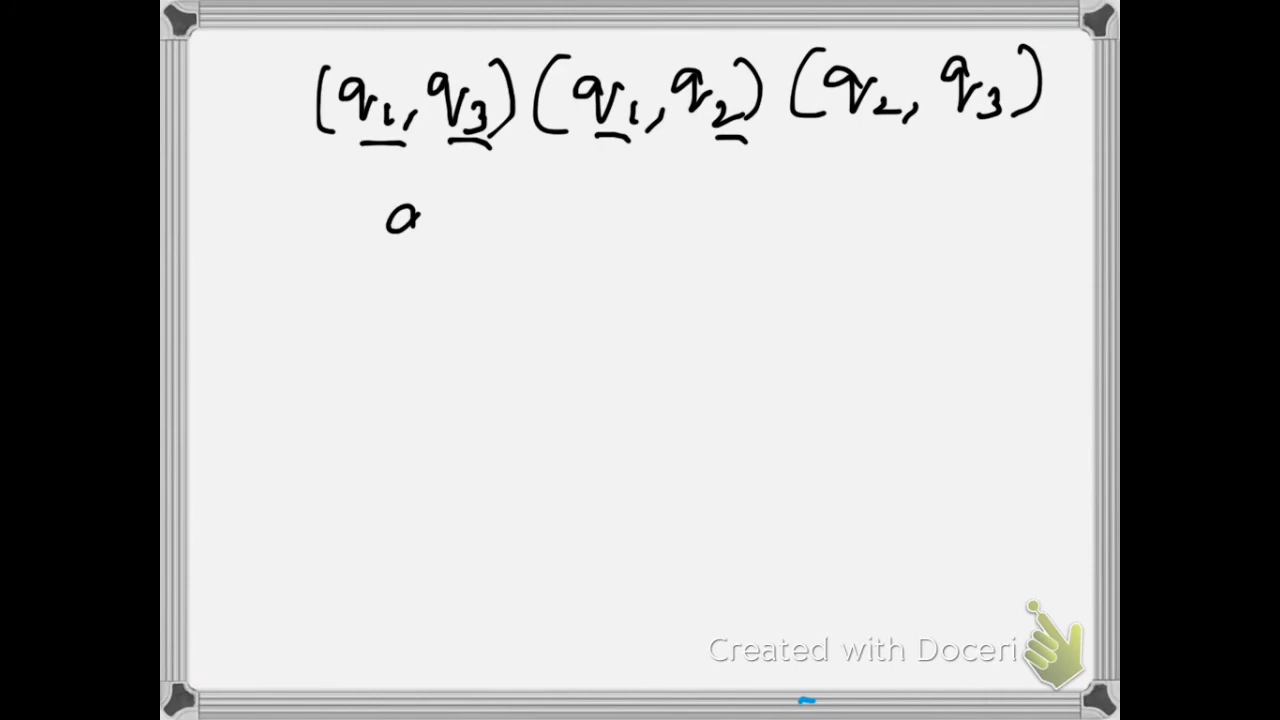 (q₁, q₃) (q₁, q₂) (q₂, q₃)
a
Created with Doceri